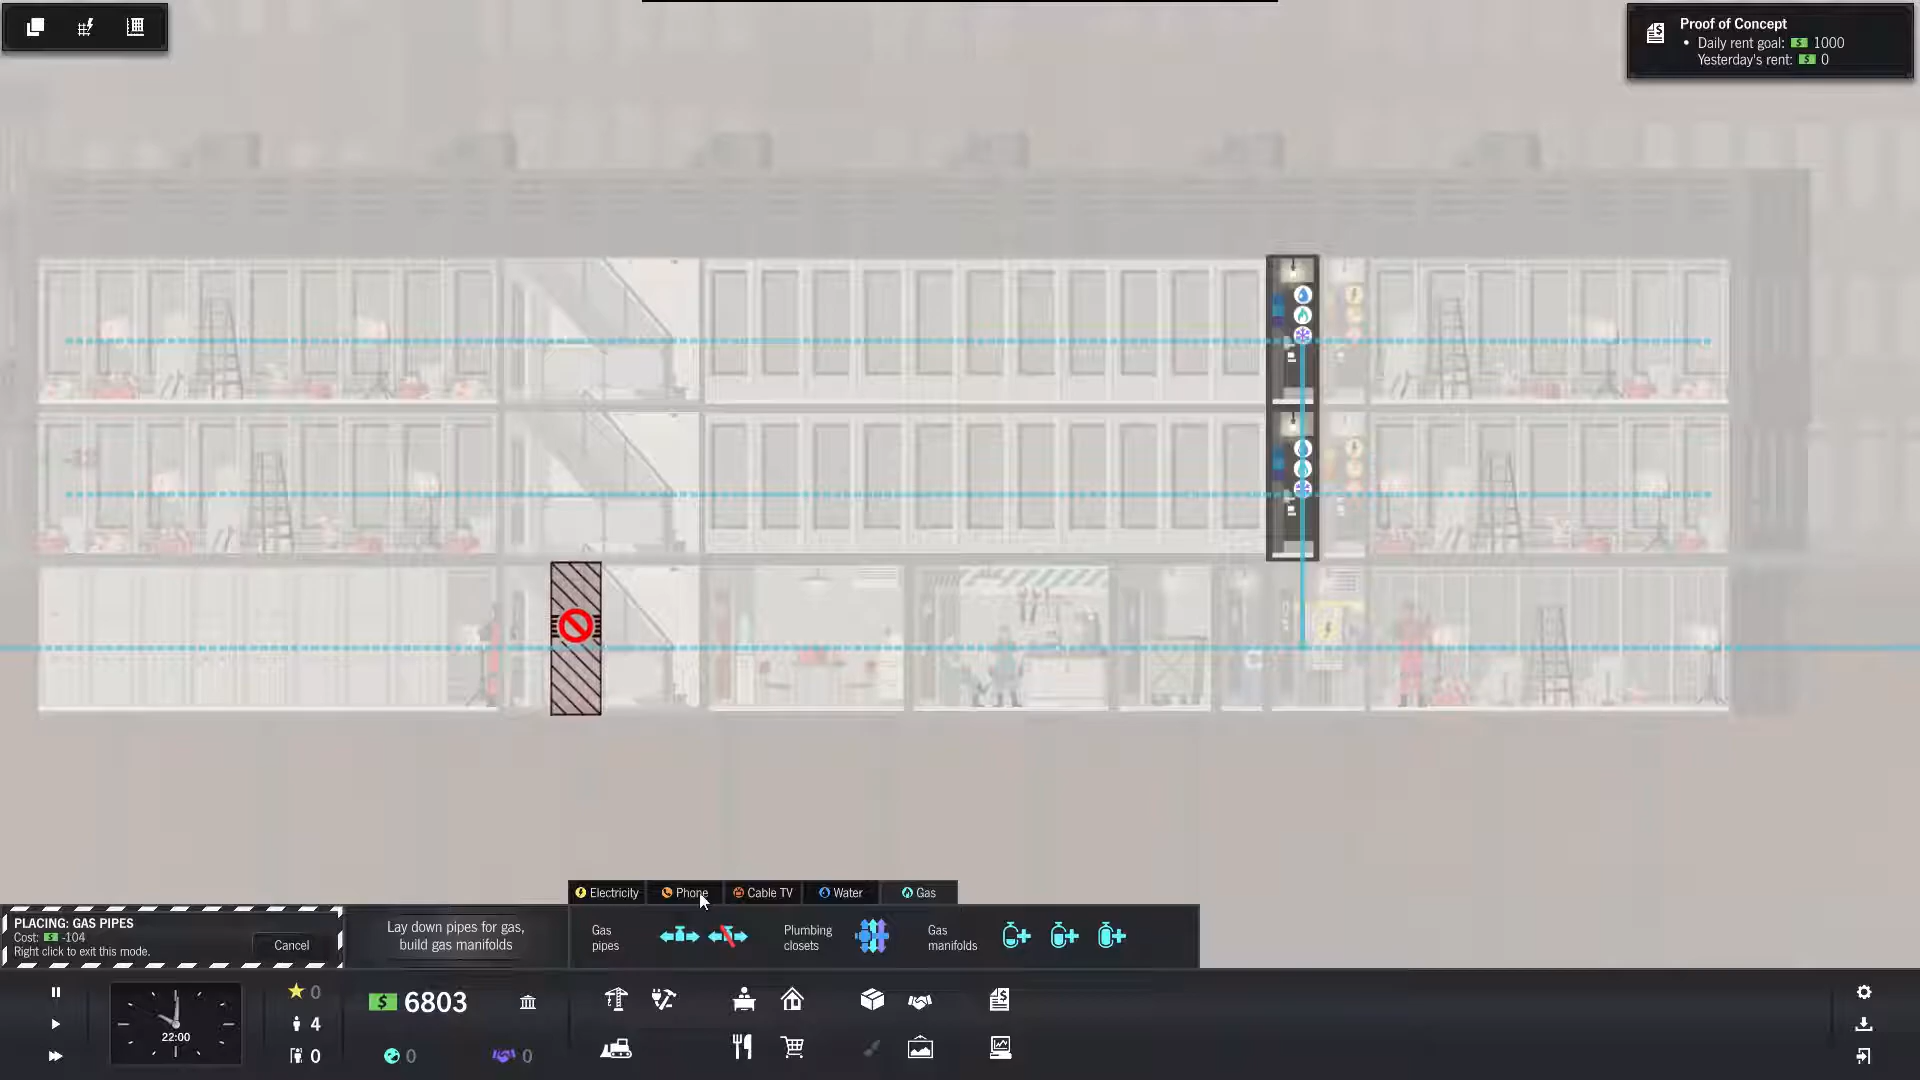 Proof of Concept
• Daily rent goal: $ 1000
Yesterday's rent: $ 0
Electricity
Phone
Cable TV
Water
Gas
PLACING: GAS PIPES
Cost: $ -104
Right click to exit this mode.
Cancel
Lay down pipes for gas,
build gas manifolds
Gas
pipes
Plumbing
closets
Gas
manifolds
22:00
0
4
0
$ 6803
0
0